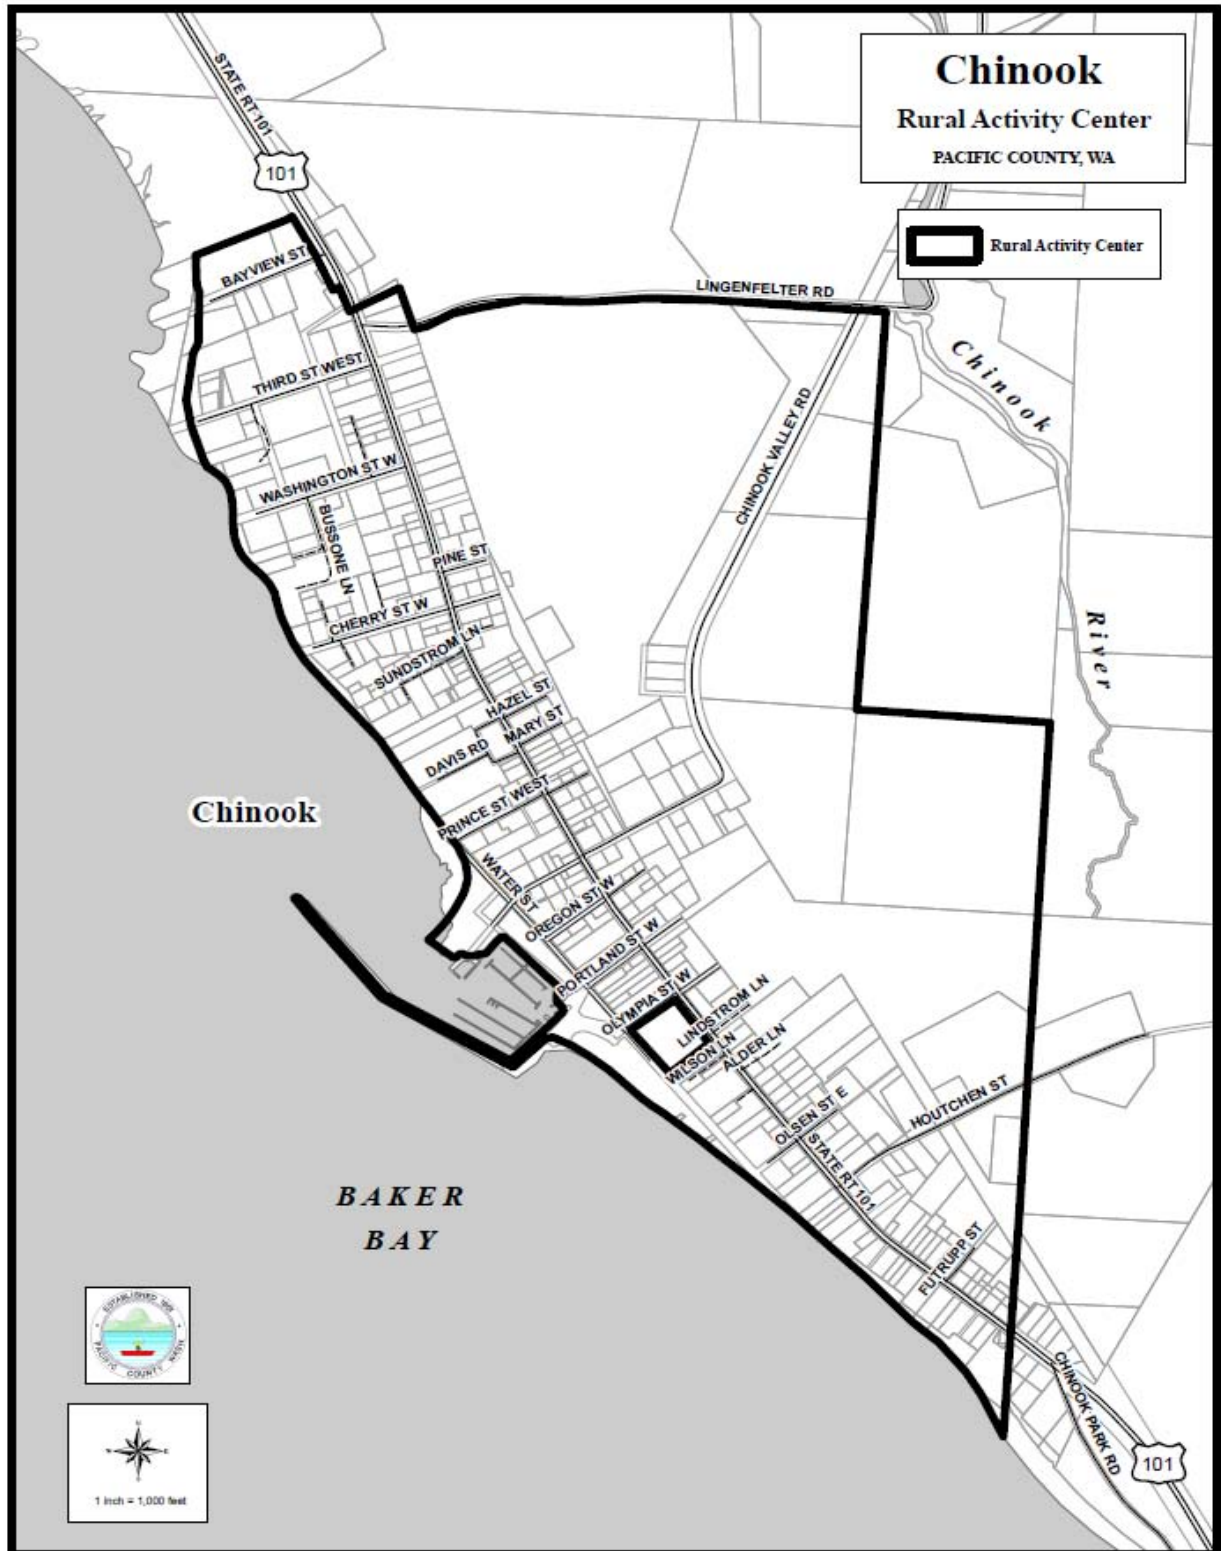 Chinook
Rural Activity Center
PACIFIC COUNTY, WA
Rural Activity Center
STATE RT 101
101
BAYVIEW ST
LINGENFELTER RD
Chinook
THIRD ST WEST
CHINOOK VALLEY RD
WASHINGTON ST W
BUSSONE LN
PINE ST
CHERRY ST W
River
SUNDSTROM LN
HAZEL ST
MARY ST
DAVIS RD
PRINCE ST WEST
Chinook
WATER ST
OREGON ST W
PORTLAND ST W
OLYMPIA ST W
LINDSTROM LN
WILSON LN
ALDER LN
OLSEN ST E
HOUTCHEN ST
STATE RT 101
BAKER
BAY
FUTRUPP ST
CHINOOK PARK RD
101
PACIFIC COUNTY WASH
N
W
E
S
1 inch = 1,000 feet